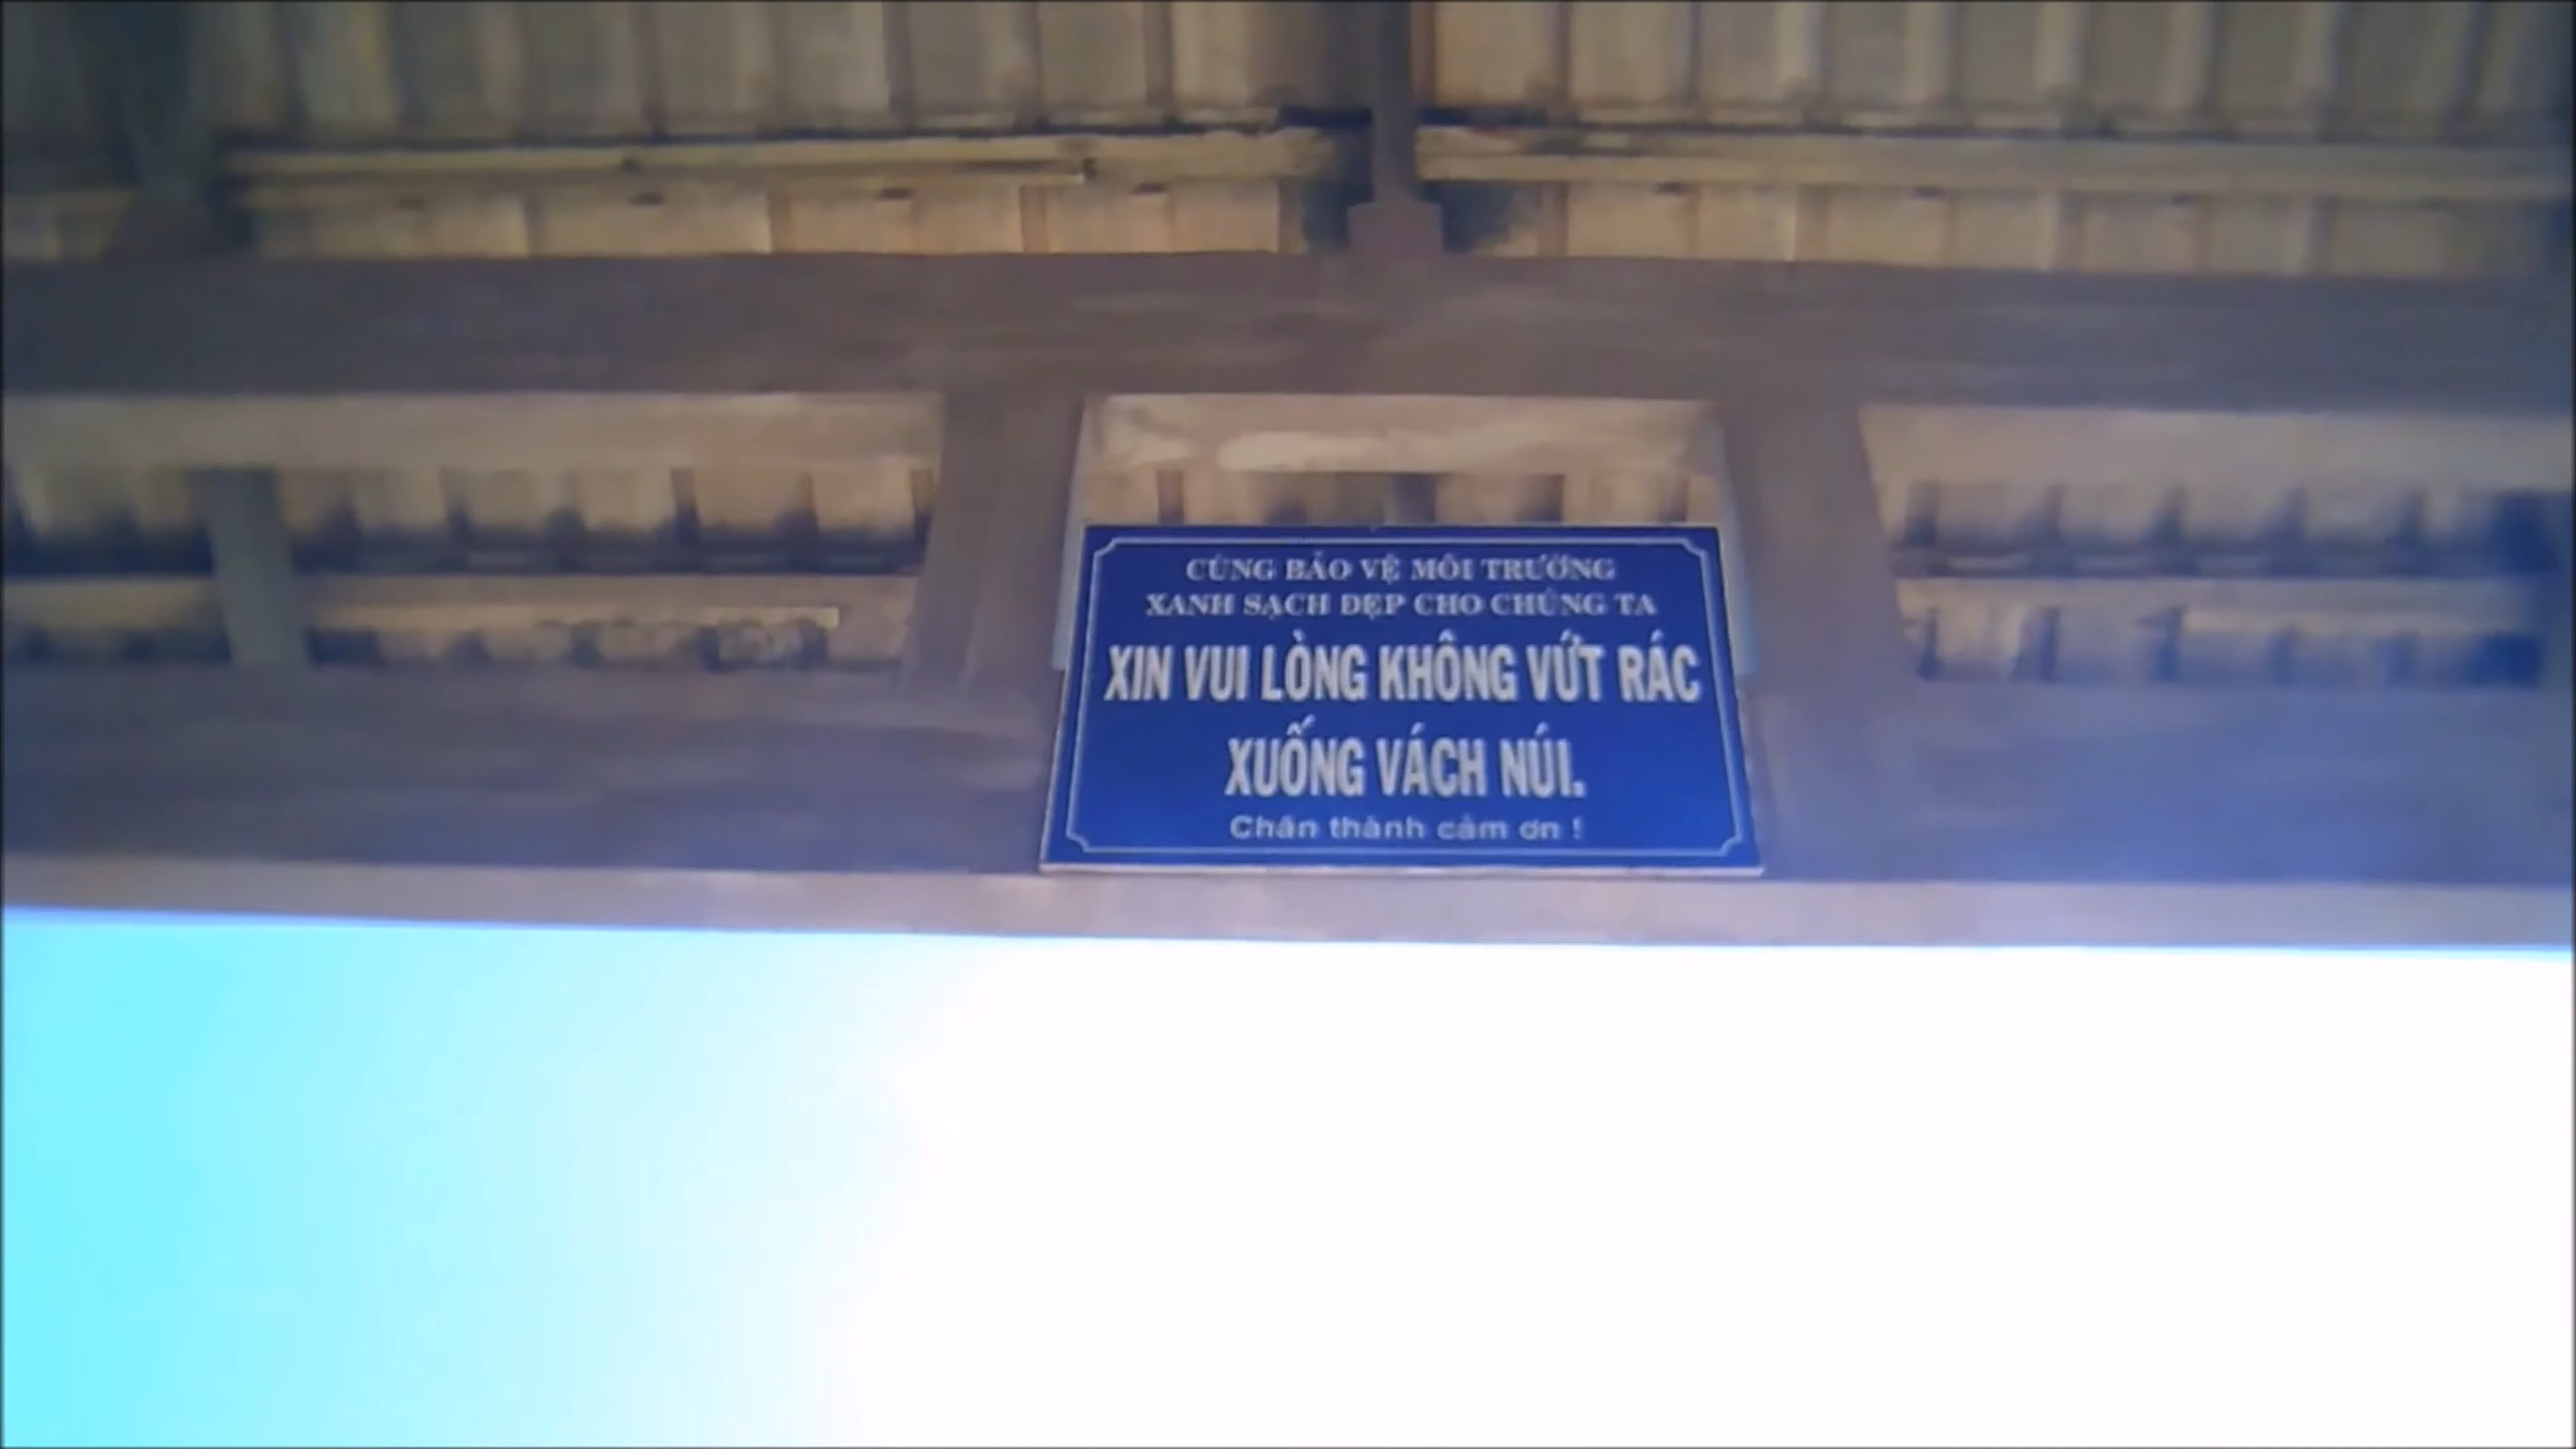 CÙNG BẢO VỆ MÔI TRƯỜNG
XANH SẠCH ĐẸP CHO CHÚNG TA
XIN VUI LÒNG KHÔNG VỨT RÁC
XUỐNG VÁCH NÚI.
Chân thành cảm ơn !